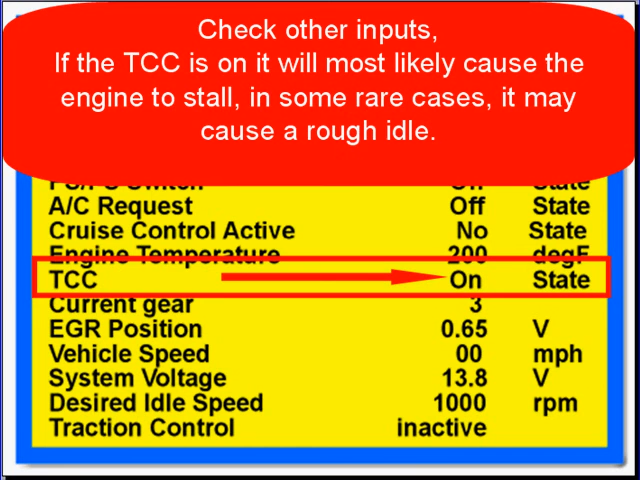 Check other inputs,
If the TCC is on it will most likely cause the
engine to stall, in some rare cases, it may
cause a rough idle.
Off State
A/C Request Off State
Cruise Control Active No State
Engine Temperature 200 degF
TCC On State
Current gear 3
EGR Position 0.65 V
Vehicle Speed 00 mph
System Voltage 13.8 V
Desired Idle Speed 1000 rpm
Traction Control inactive